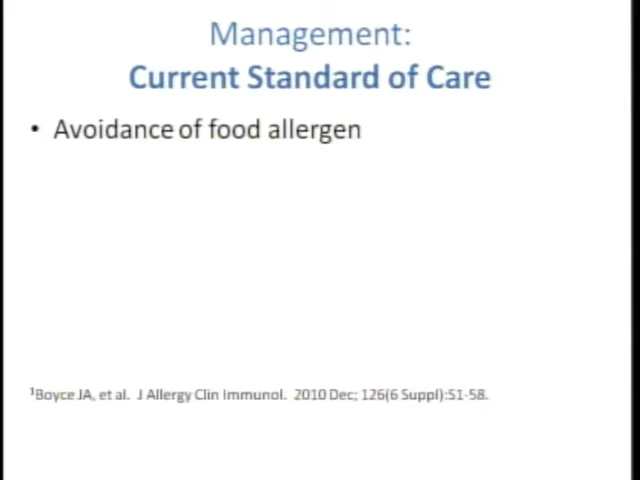 Management:
Current Standard of Care
• Avoidance of food allergen
¹Boyce JA, et al. J Allergy Clin Immunol. 2010 Dec; 126(6 Suppl):S1-58.